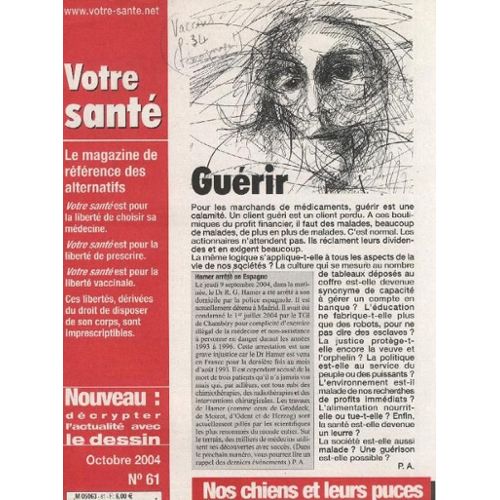 www.votre-sante.net
Votre
santé
Le magazine de
référence des
alternatifs
Votre santé est pour
la liberté de choisir sa
médecine.
Votre santé est pour la
liberté de prescrire.
Votre santé est pour la
liberté vaccinale.
Ces libertés, dérivées
du droit de disposer
de son corps, sont
imprescriptibles.
Nouveau :
décrypter
l'actualité avec
le dessin
Octobre 2004
N° 61
p. 34
Guérir
Pour les marchands de médicaments, guérir est une
calamité. Un client guéri est un client perdu. A ces bouli-
miques du profit financier, il faut des malades, beaucoup
de malades, de plus en plus de malades. C'est normal. Les
actionnaires n'attendent pas. Ils réclament leurs dividen-
des et en exigent beaucoup.
La même logique s'applique-t-elle à tous les aspects de la
vie de nos sociétés ? La culture qui se mesure au nombre
de tableaux déposés au
coffre est-elle devenue
synonyme de capacité
à gérer un compte en
banque ? L'éducation
ne fabrique-t-elle plus
que des robots, pour ne
pas dire des esclaves ?
La justice protège-t-
elle encore la veuve et
l'orphelin ? La politique
est-elle au service du
peuple ou des puissants ?
L'environnement est-il
malade de nos recherches
de profits immédiats ?
L'alimentation nourrit-
elle ou tue-t-elle ? Enfin,
la santé est-elle devenue
un leurre ?
La société est-elle aussi
malade ? Une guérison
est-elle possible ?
P. A.
Hamer arrêté en Espagne
Le jeudi 9 septembre 2004, dans la mati-
née, le Dr R. G. Hamer a été arrêté à son
domicile par la police espagnole. Il est
actuellement détenu à Madrid. Il avait été
condamné le 1er juillet 2004 par le TGI
de Chambéry pour complicité d'exercice
illégal de la médecine et non-assistance
à personne en danger durant les années
1993 à 1996. Cette arrestation est une
grave injustice car le Dr Hamer est venu
en France pour la dernière fois au mois
d'août 1993. Il est cependant accusé de la
mort de trois patients qu'il n'a jamais vus
mais qui, par ailleurs, ont tous subi des
chimiothérapies, des radiothérapies et des
interventions chirurgicales. Les travaux
de Hamer (comme ceux de Groddeck,
de Moirot, d'Odent et de Herzog) sont
actuellement pillés par les scientifiques
les plus renommés du monde entier. Sur
le terrain, des milliers de médecins utili-
sent ses découvertes avec succès. (Dans
le prochain numéro, vous pourrez lire un
rappel des derniers événements.) P. A.
Nos chiens et leurs puces